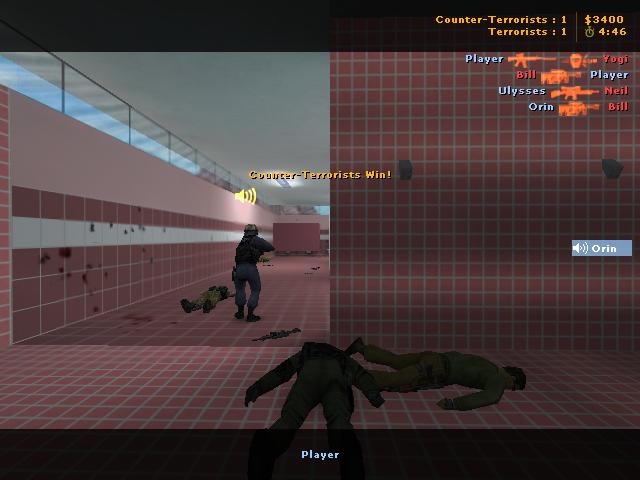 Counter-Terrorists : 1 $3400
Terrorists : 1 4:46
Player Yogi
Bill Player
Ulysses Neil
Orin Bill
Counter-Terrorists Win!
Orin
Player